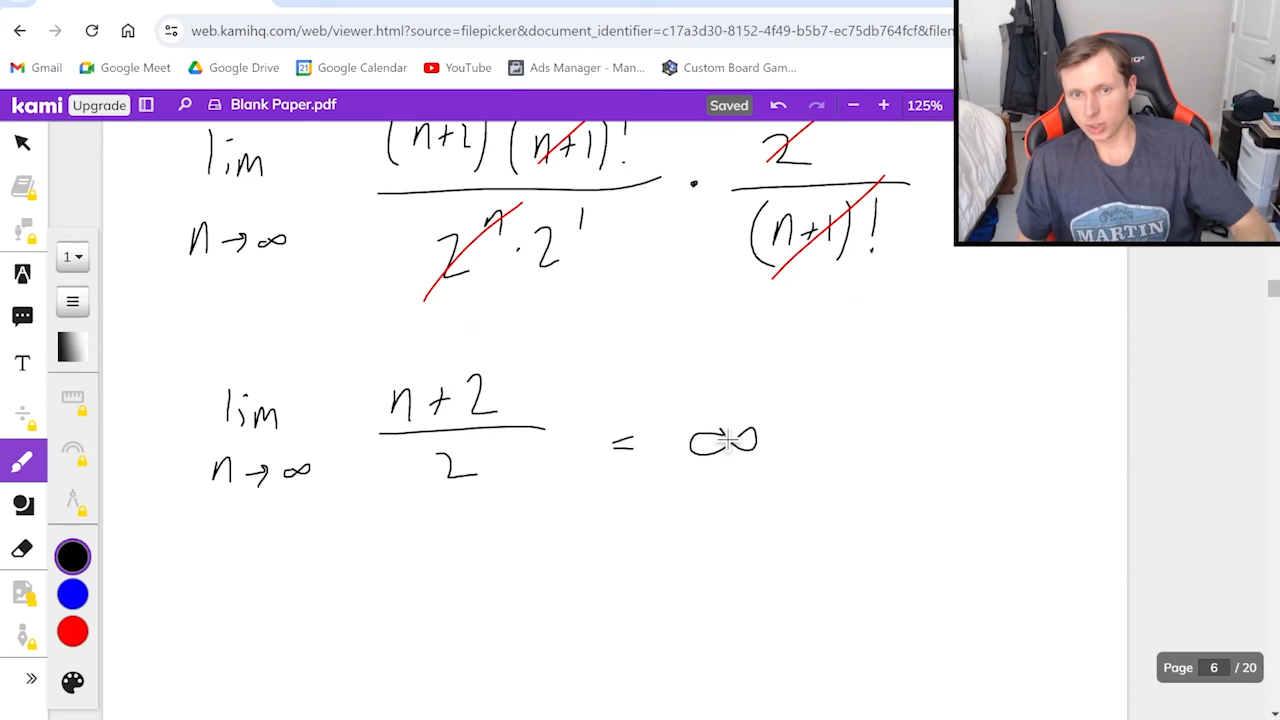 web.kamihq.com/web/viewer.html?source=filepicker&document_identifier=c17a3d30-8152-4f49-b5b7-ec75db764fcf&filen
Gmail Google Meet Google Drive Google Calendar YouTube Ads Manager - Man... Custom Board Gam...
kami Upgrade Blank Paper.pdf Saved 125%
lim n→∞ (n+2)(n+1)! / 2^n · 2^1 · 2 / (n+1)!
1
T
lim n→∞ n+2 / 2 = ∞
Page 6 / 20
MARTIN